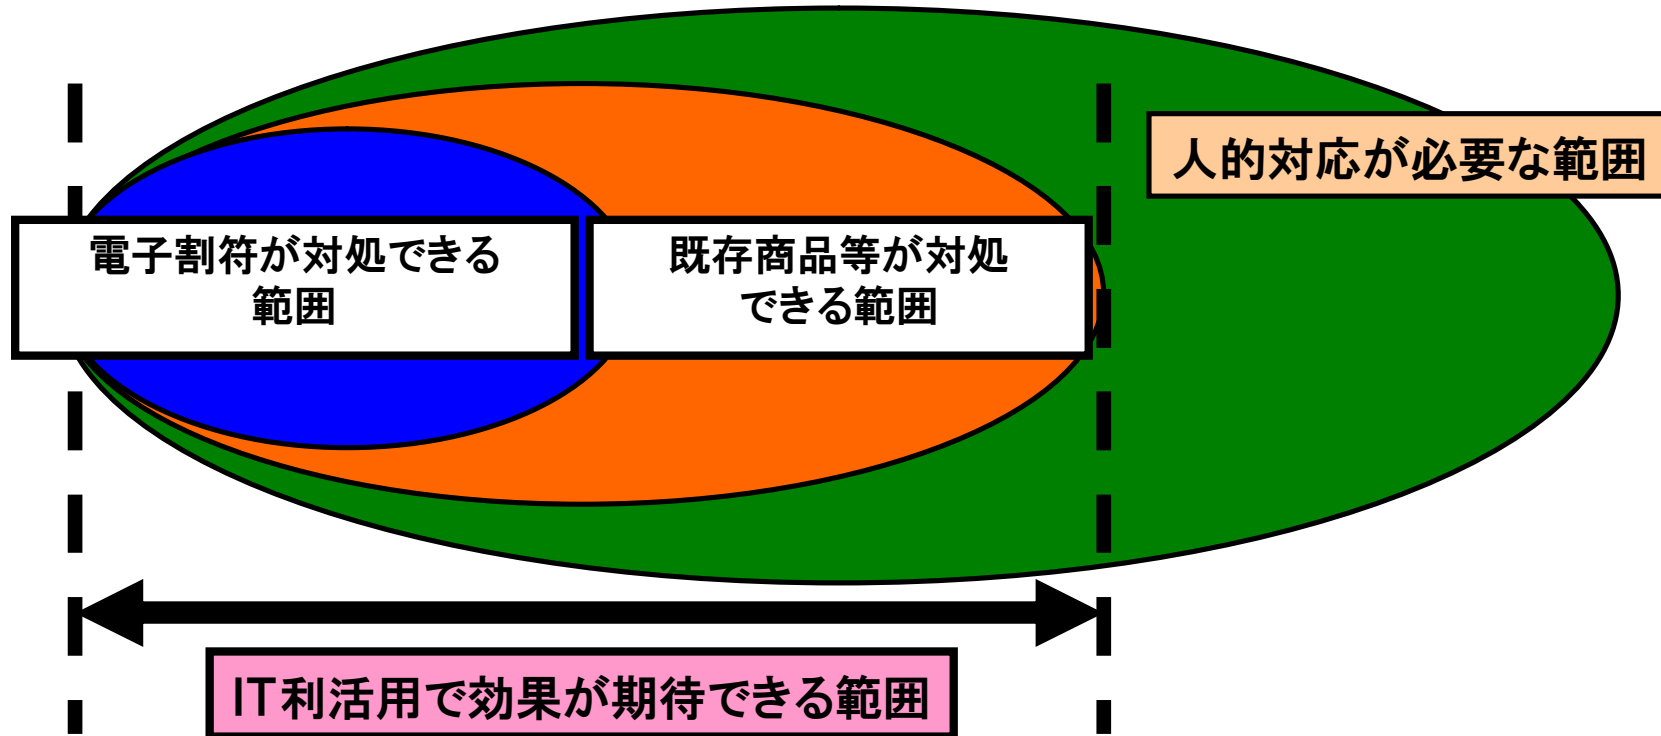 人的対応が必要な範囲
電子割符が対処できる
範囲
既存商品等が対処
できる範囲
IT利活用で効果が期待できる範囲